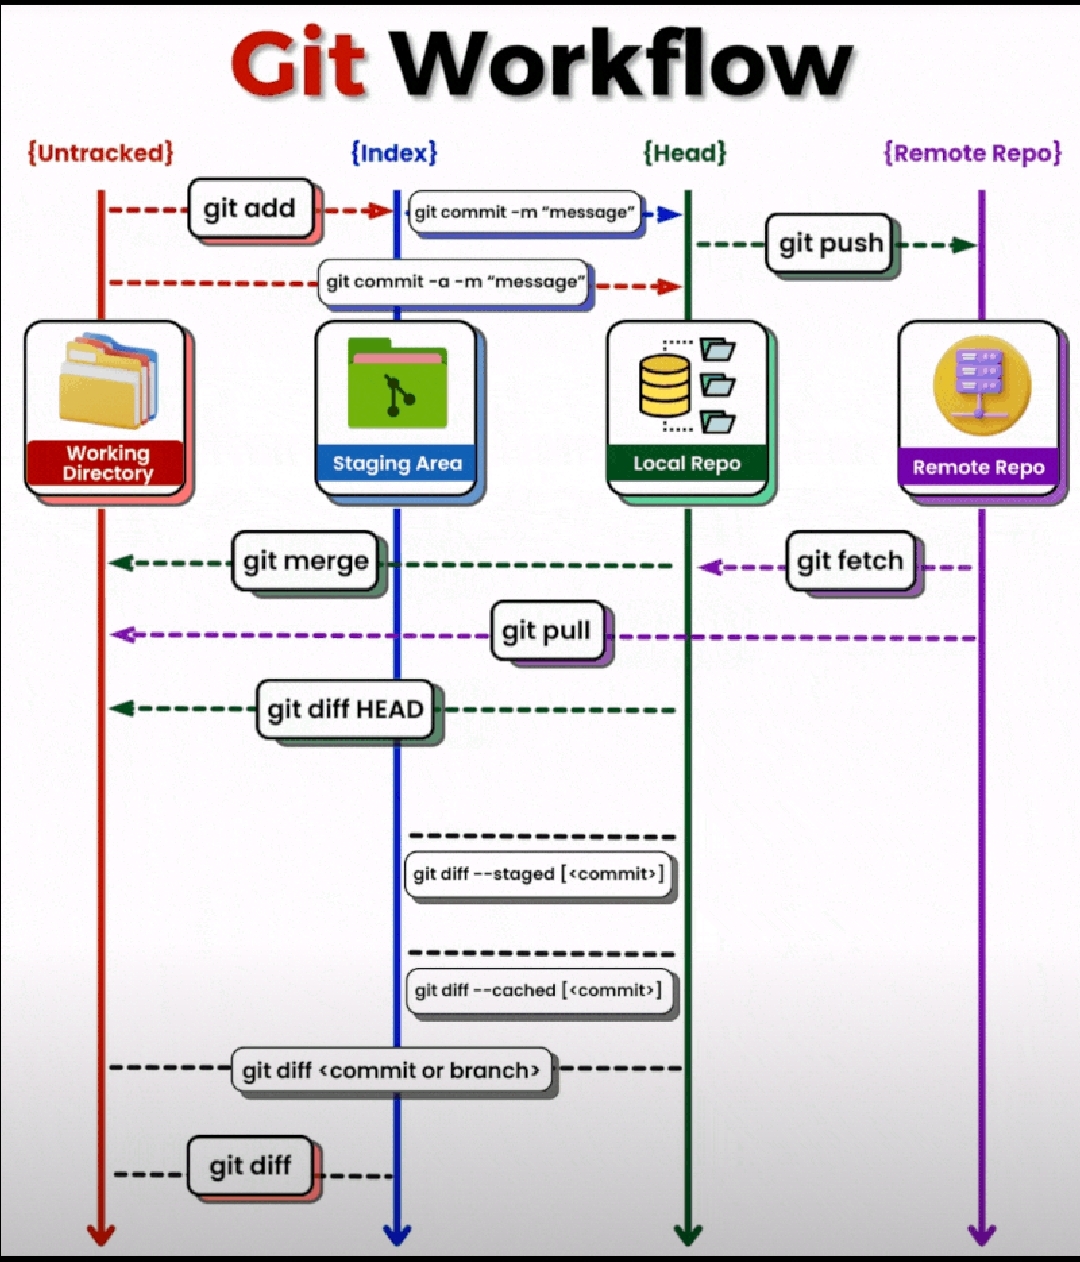 Git Workflow
{Untracked}
{Index}
{Head}
{Remote Repo}
git add
git commit -m "message"
git push
git commit -a -m "message"
Working
Directory
Staging Area
Local Repo
Remote Repo
git merge
git fetch
git pull
git diff HEAD
git diff --staged [<commit>]
git diff --cached [<commit>]
git diff <commit or branch>
git diff